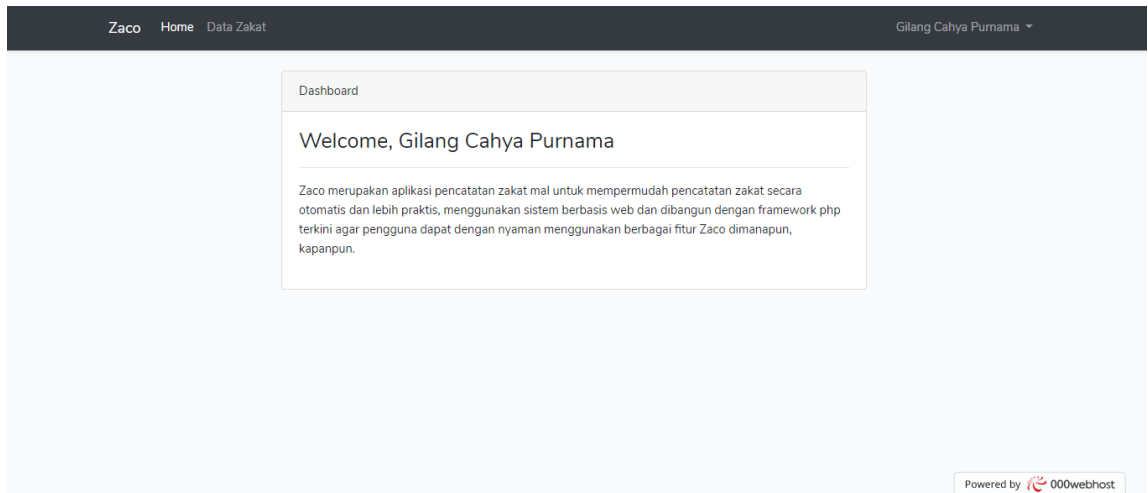 Zaco Home Data Zakat Gilang Cahya Purnama
Dashboard
Welcome, Gilang Cahya Purnama
Zaco merupakan aplikasi pencatatan zakat mal untuk mempermudah pencatatan zakat secara
otomatis dan lebih praktis, menggunakan sistem berbasis web dan dibangun dengan framework php
terkini agar pengguna dapat dengan nyaman menggunakan berbagai fitur Zaco dimanapun,
kapanpun.
Powered by 000webhost